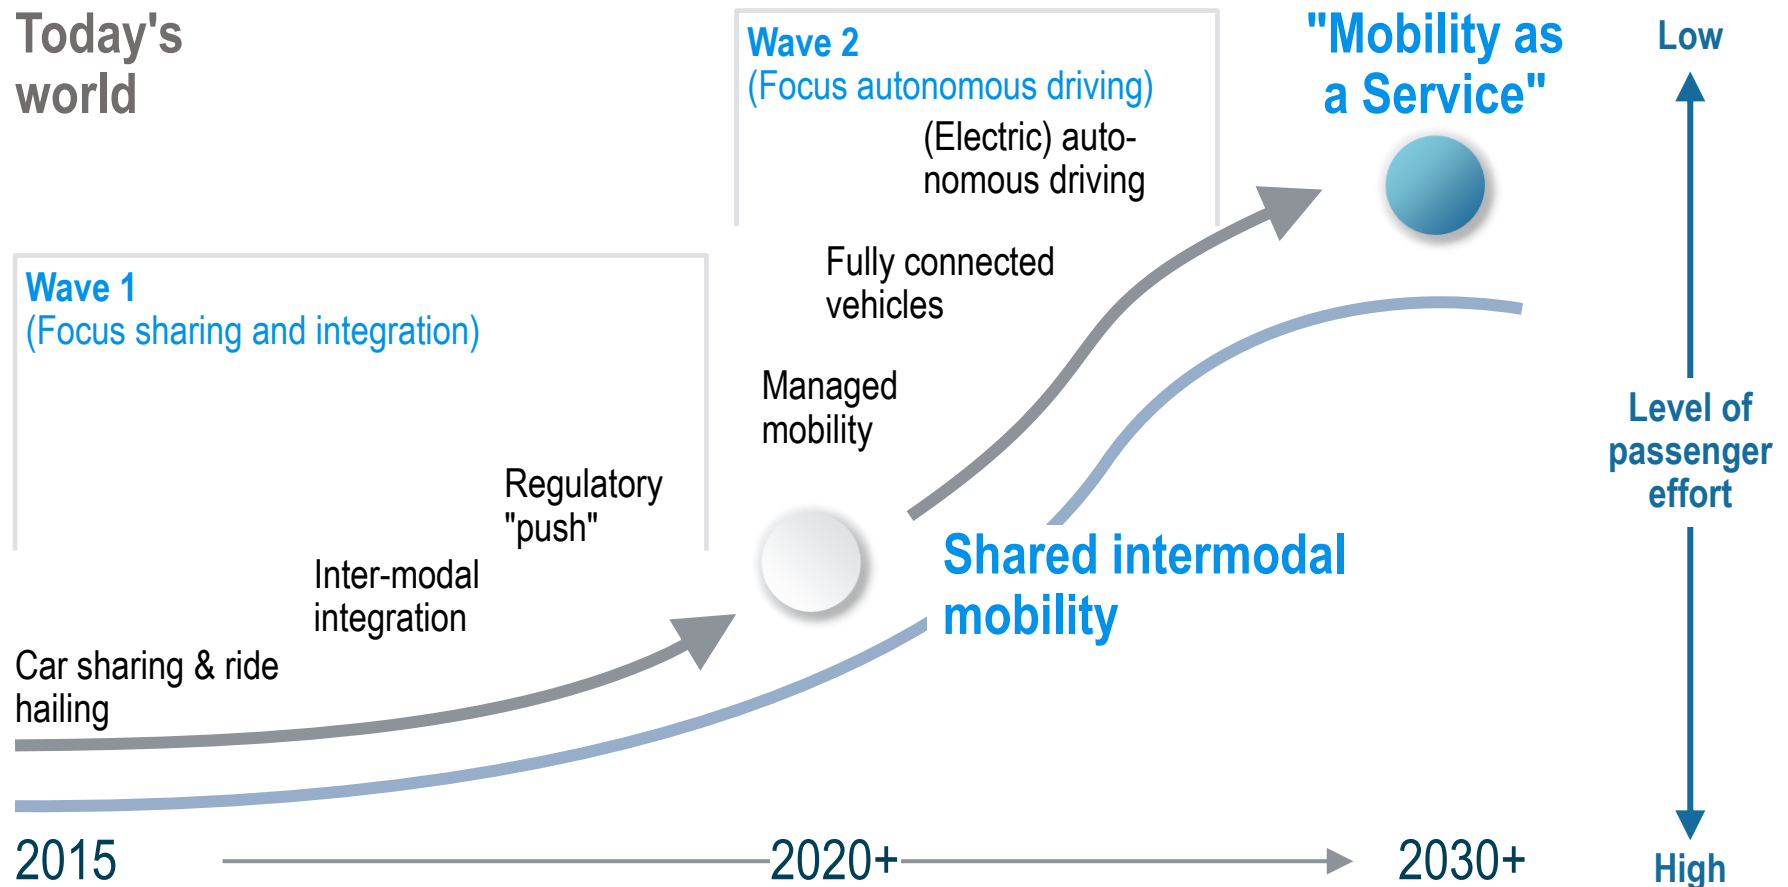 Today's
world
Wave 1
(Focus sharing and integration)
Car sharing & ride
hailing
Inter-modal
integration
Regulatory
"push"
Wave 2
(Focus autonomous driving)
(Electric) auto-
nomous driving
Fully connected
vehicles
Managed
mobility
Shared intermodal
mobility
"Mobility as
a Service"
Low
Level of
passenger
effort
High
2015
2020+
2030+